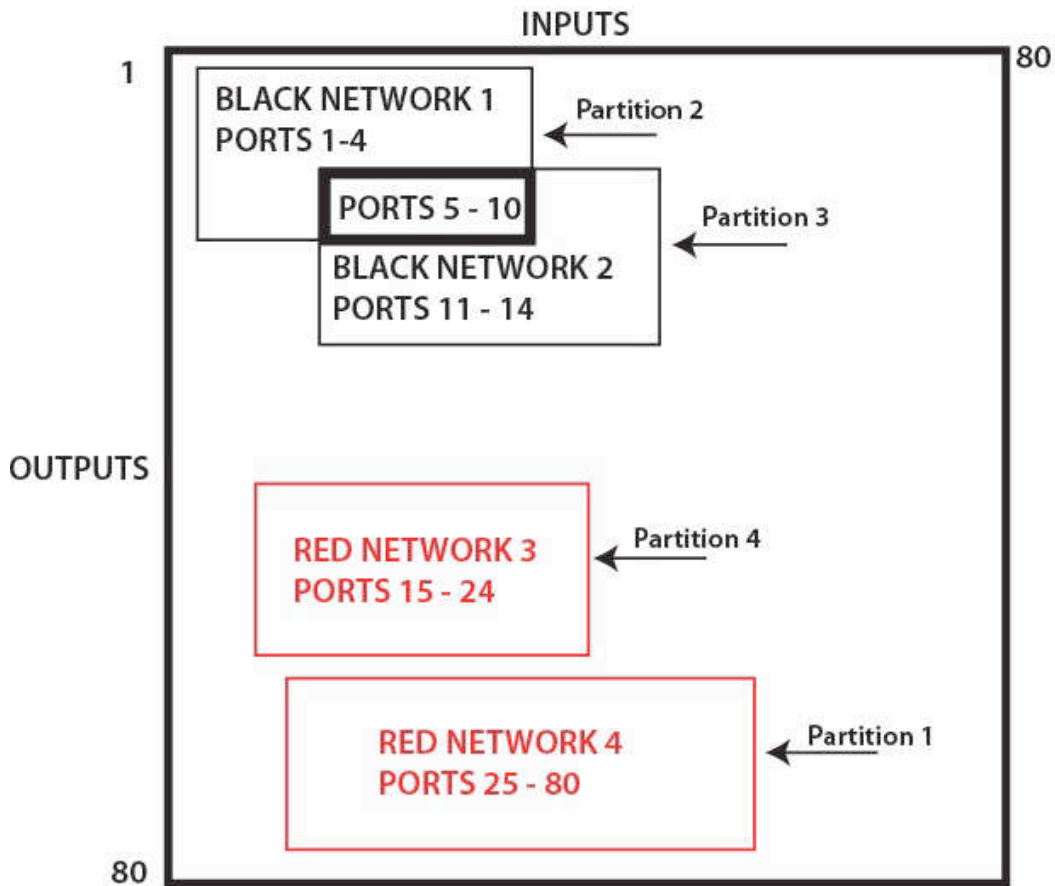 INPUTS
1
80
BLACK NETWORK 1
PORTS 1-4
Partition 2
PORTS 5 - 10
Partition 3
BLACK NETWORK 2
PORTS 11 - 14
OUTPUTS
RED NETWORK 3
PORTS 15 - 24
Partition 4
RED NETWORK 4
PORTS 25 - 80
Partition 1
80